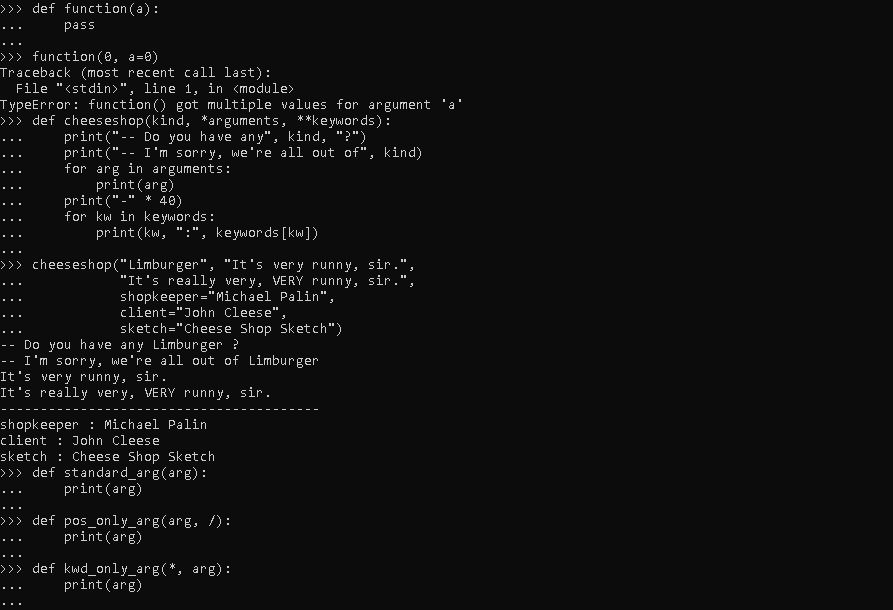 >>> def function(a):
...     pass
...
>>> function(0, a=0)
Traceback (most recent call last):
  File "<stdin>", line 1, in <module>
TypeError: function() got multiple values for argument 'a'
>>> def cheeseshop(kind, *arguments, **keywords):
...     print("-- Do you have any", kind, "?")
...     print("-- I'm sorry, we're all out of", kind)
...     for arg in arguments:
...         print(arg)
...     print("-" * 40)
...     for kw in keywords:
...         print(kw, ":", keywords[kw])
...
>>> cheeseshop("Limburger", "It's very runny, sir.",
...            "It's really very, VERY runny, sir.",
...            shopkeeper="Michael Palin",
...            client="John Cleese",
...            sketch="Cheese Shop Sketch")
-- Do you have any Limburger ?
-- I'm sorry, we're all out of Limburger
It's very runny, sir.
It's really very, VERY runny, sir.
----------------------------------------
shopkeeper : Michael Palin
client : John Cleese
sketch : Cheese Shop Sketch
>>> def standard_arg(arg):
...     print(arg)
...
>>> def pos_only_arg(arg, /):
...     print(arg)
...
>>> def kwd_only_arg(*, arg):
...     print(arg)
...